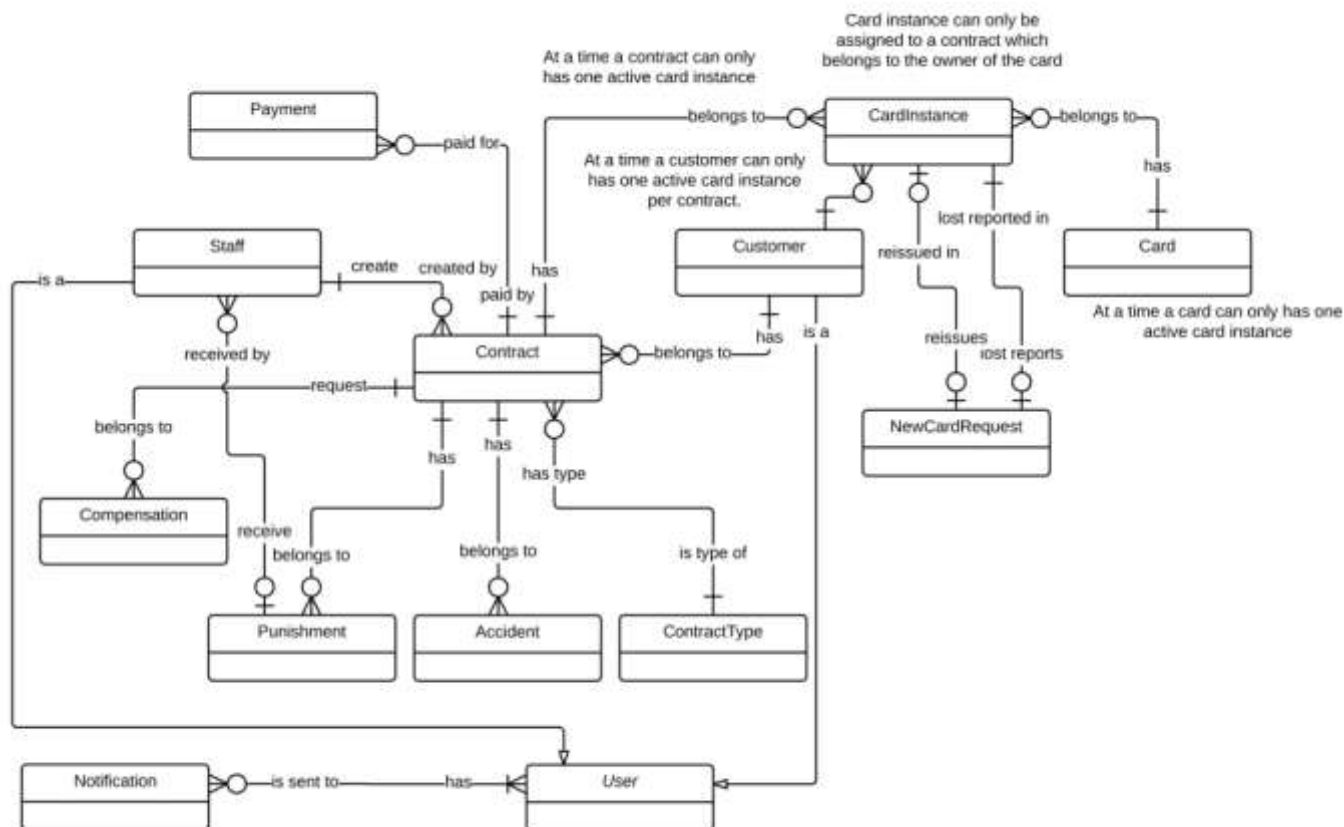 Card instance can only be
assigned to a contract which
belongs to the owner of the card
At a time a contract can only
has one active card instance
Payment
belongs to
CardInstance
belongs to
paid for
At a time a customer can only
has one active card instance
per contract.
has
lost reported in
Staff
Customer
Card
is a
create
created by
has
reissued in
paid by
At a time a card can only has one
active card instance
has
is a
received by
Contract
belongs to
reissues
lost reports
request
belongs to
has
has
has type
NewCardRequest
Compensation
receive
belongs to
belongs to
is type of
Punishment
Accident
ContractType
Notification
is sent to
has
User